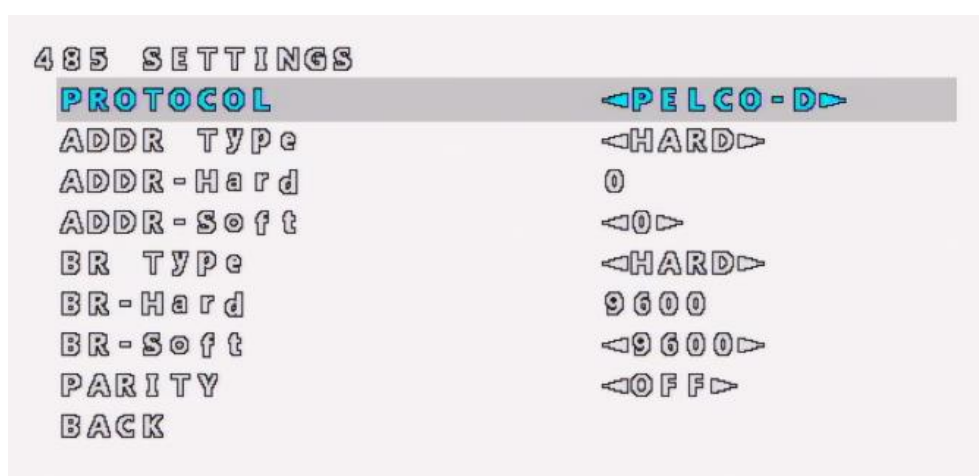 485 SETTINGS
PROTOCOL ◅PELCO-D▻
ADDR Type ◅HARD▻
ADDR-Hard 0
ADDR-Soft ◅0▻
BR Type ◅HARD▻
BR-Hard 9600
BR-Soft ◅9600▻
PARITY ◅OFF▻
BACK